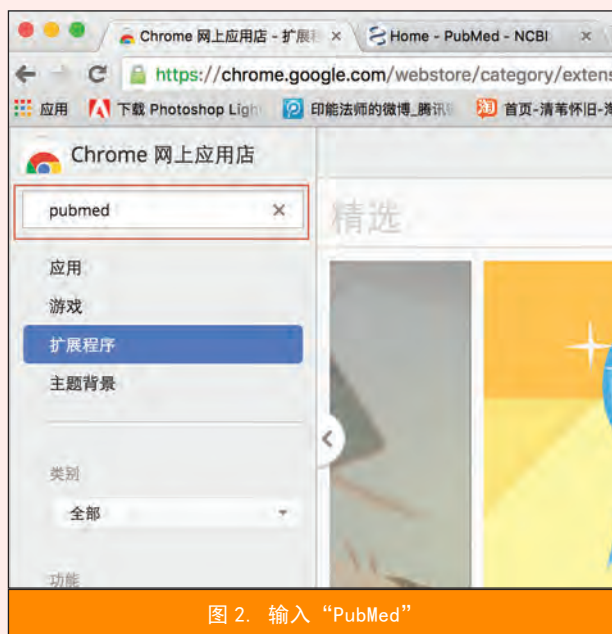 Chrome 网上应用店 - 扩展
Home - PubMed - NCBI
https://chrome.google.com/webstore/category/extens
应用 下载 Photoshop Ligh 印能法师的微博_腾讯 淘 首页-清苇怀旧-淘
Chrome 网上应用店
pubmed
精选
应用
游戏
扩展程序
主题背景
类别
全部
功能
图 2. 输入“PubMed”